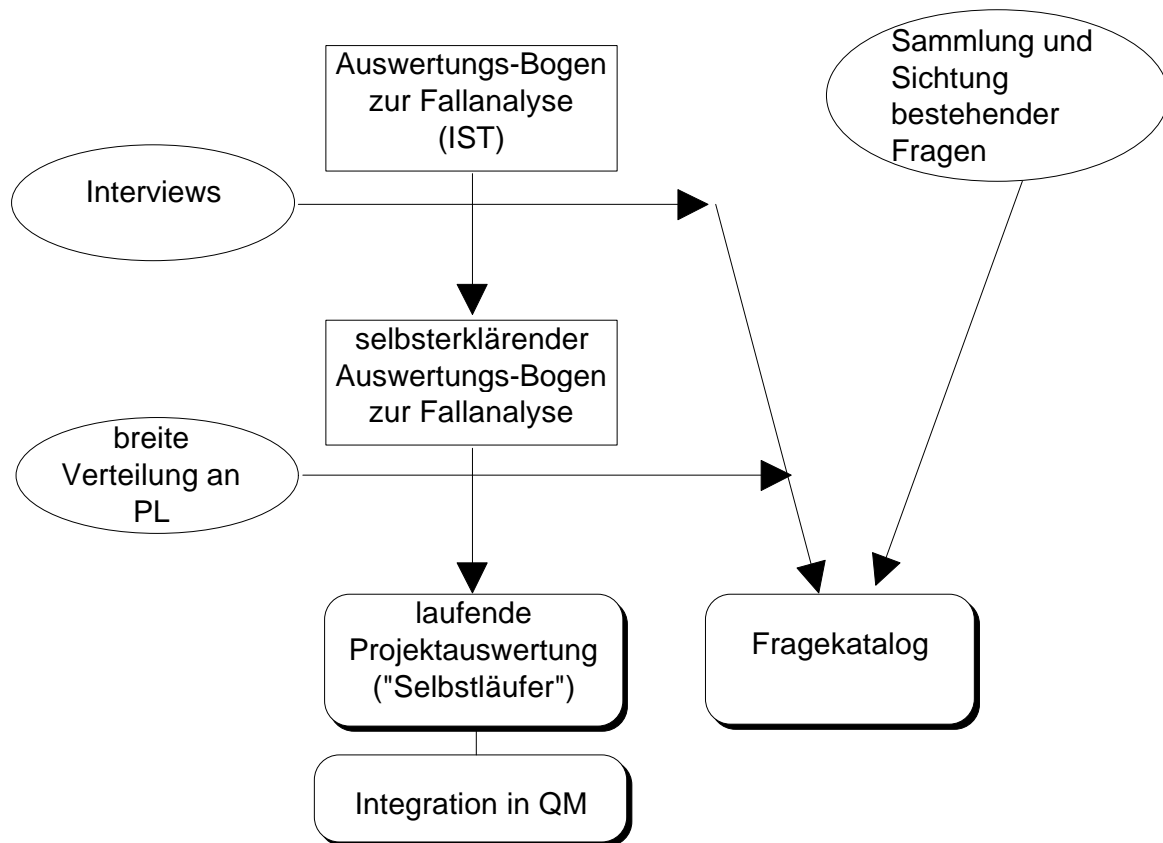 Auswertungs-Bogen
zur Fallanalyse
(IST)
Sammlung und
Sichtung
bestehender
Fragen
Interviews
selbsterklärender
Auswertungs-Bogen
zur Fallanalyse
breite
Verteilung an
PL
laufende
Projektauswertung
("Selbstläufer")
Fragekatalog
Integration in QM